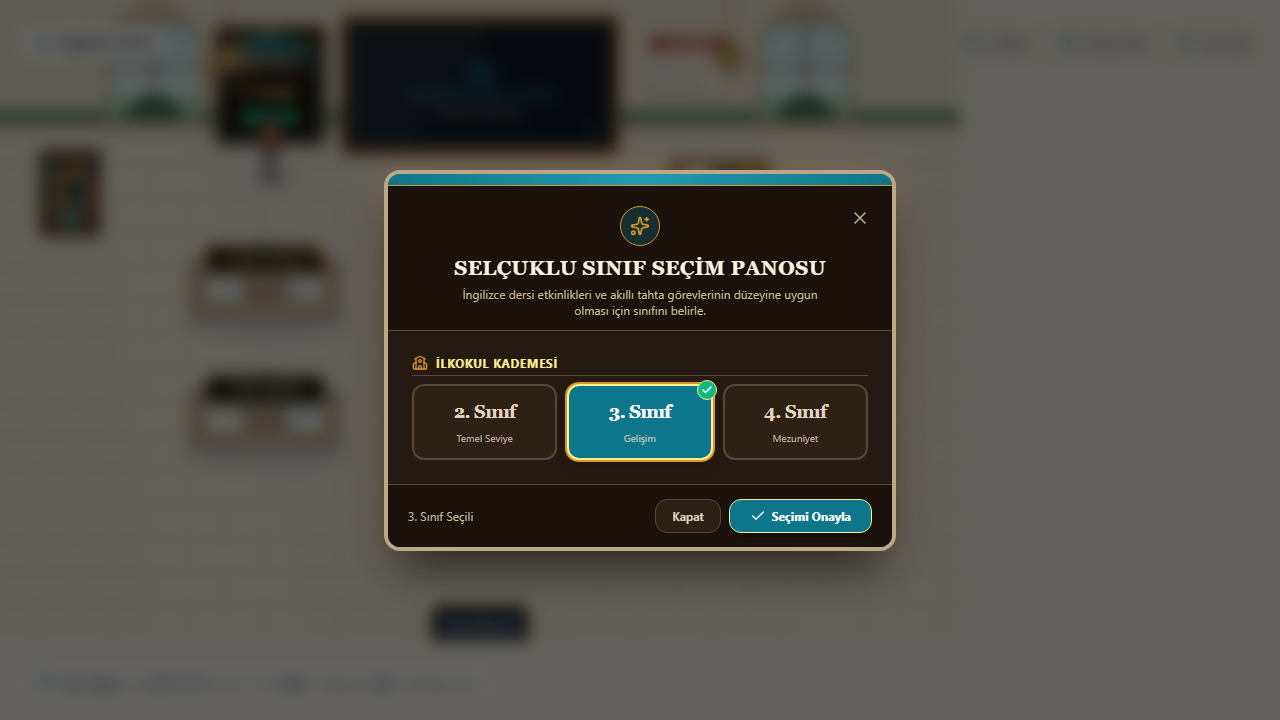 SELÇUKLU SINIF SEÇİM PANOSU
İngilizce dersi etkinlikleri ve akıllı tahta görevlerinin düzeyine uygun
olması için sınıfını belirle.
İLKOKUL KADEMESİ
2. Sınıf
Temel Seviye
3. Sınıf
Gelişim
4. Sınıf
Mezuniyet
3. Sınıf Seçili
Kapat
Seçimi Onayla